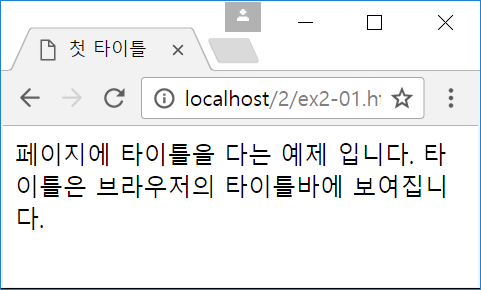 첫 타이틀
localhost/2/ex2-01.ht
페이지에 타이틀을 다는 예제 입니다. 타
이틀은 브라우저의 타이틀바에 보여집니
다.